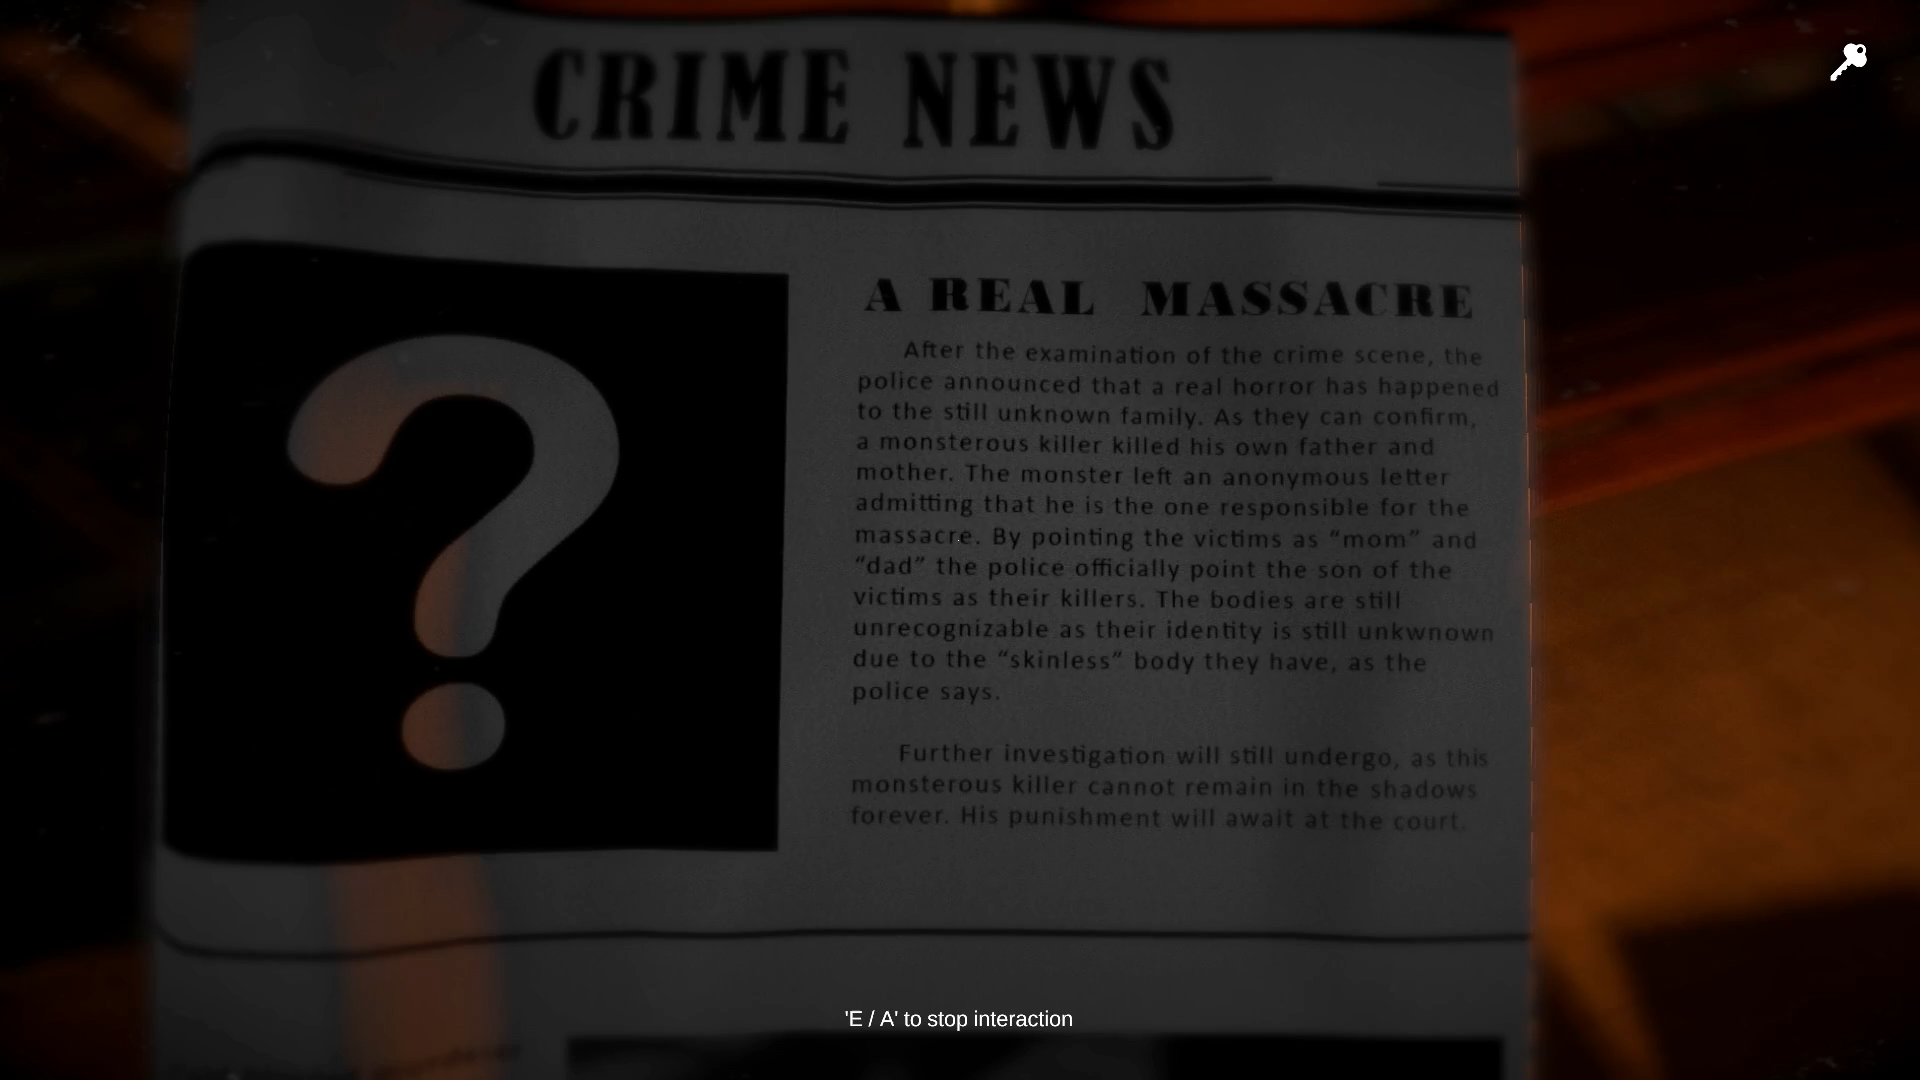 CRIME NEWS
A REAL MASSACRE
After the examination of the crime scene, the
police announced that a real horror has happened
to the still unknown family. As they can confirm,
a monsterous killer killed his own father and
mother. The monster left an anonymous letter
admitting that he is the one responsible for the
massacre. By pointing the victims as “mom” and
“dad” the police officially point the son of the
victims as their killers. The bodies are still
unrecognizable as their identity is still unkwnown
due to the “skinless” body they have, as the
police says.
Further investigation will still undergo, as this
monsterous killer cannot remain in the shadows
forever. His punishment will await at the court.
'E / A' to stop interaction